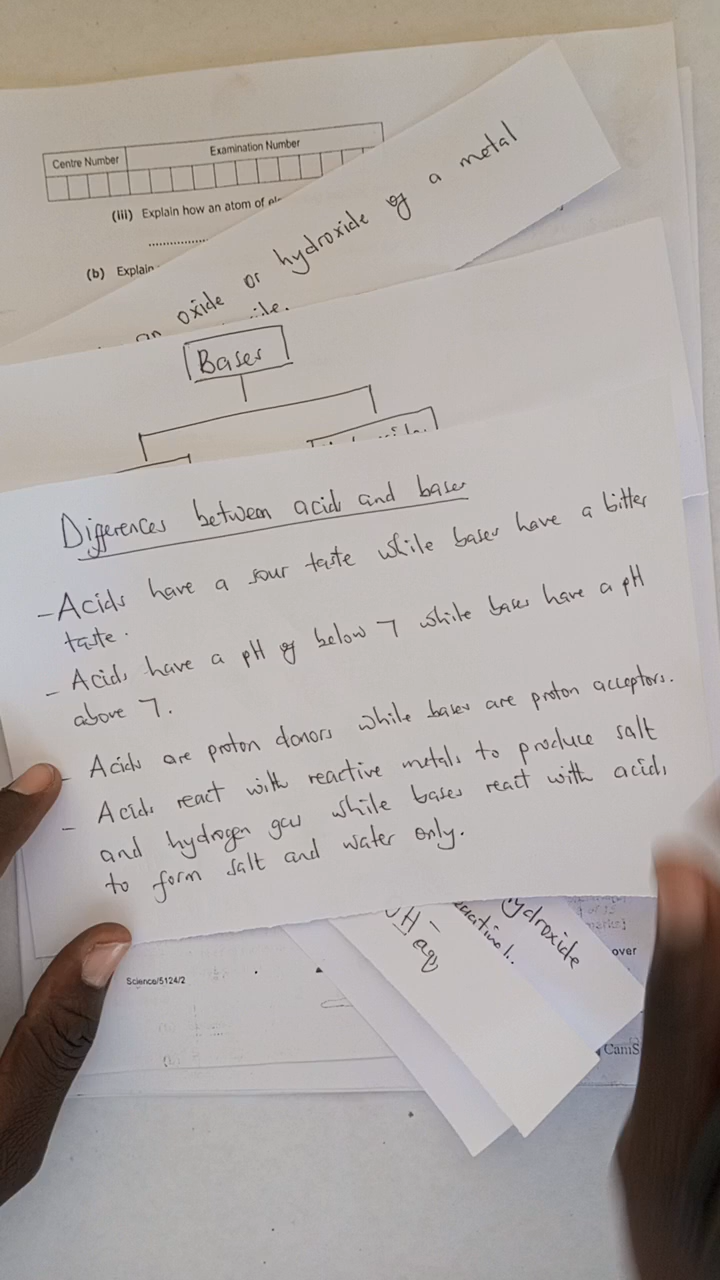 Centre Number
Examination Number
(iii) Explain how an atom of
(b) Explain
an oxide or hydroxide of a metal
Bases
Differences between acid and bases
- Acids have a sour taste while bases have a bitter
taste.
- Acids have a pH of below 7 while bases have a pH
above 7.
- Acids are proton donors while bases are proton acceptors.
- Acids react with reactive metals to produce salt
and hydrogen gas while bases react with acids
to form salt and water only.
over
Science/5124/2
CamS